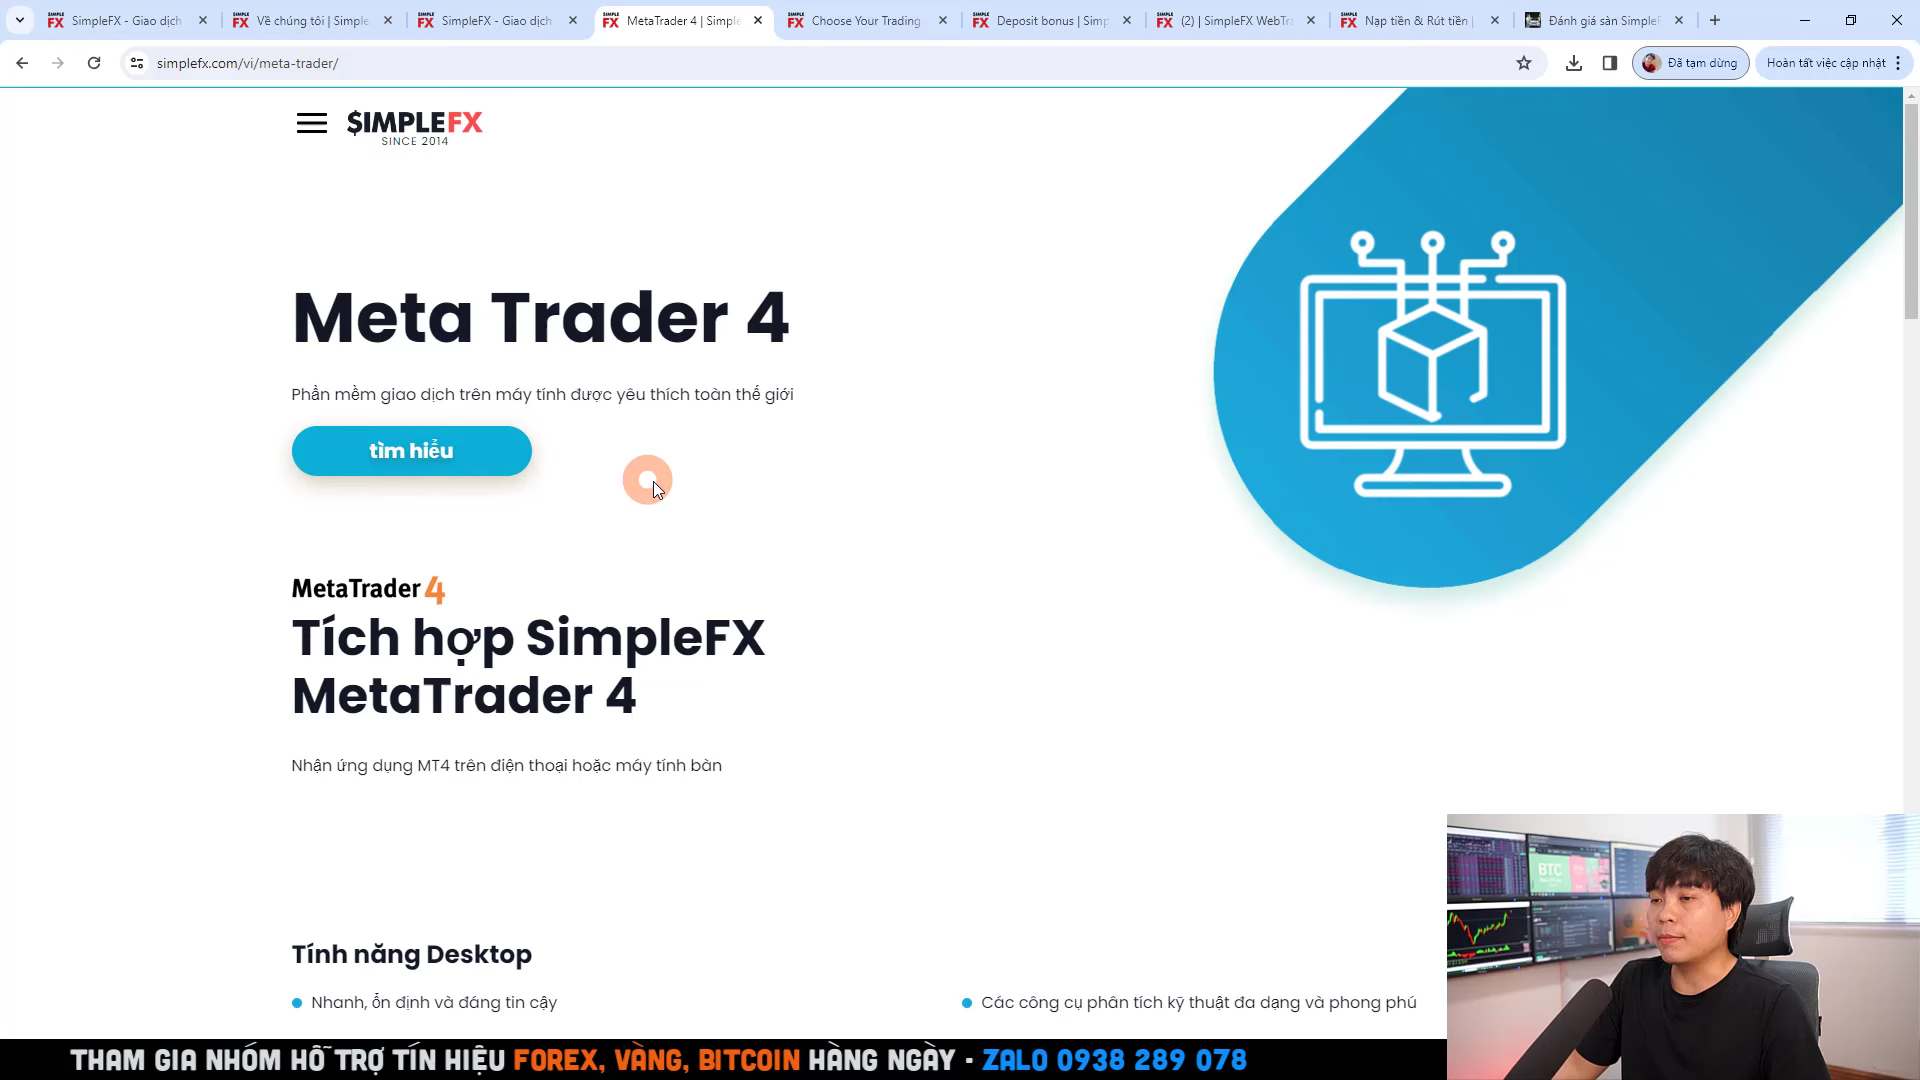 SimpleFX - Giao dịch
Về chúng tôi | Simple
SimpleFX - Giao dịch
MetaTrader 4 | Simple
Choose Your Trading
Deposit bonus | Simp
(2) | SimpleFX WebTra
Nạp tiền & Rút tiền |
Đánh giá sàn SimpleF
simplefx.com/vi/meta-trader/
Đã tạm dừng
Hoàn tất việc cập nhật
$IMPLEFX
SINCE 2014
Meta Trader 4
Phần mềm giao dịch trên máy tính được yêu thích toàn thế giới
tìm hiểu
MetaTrader 4
Tích hợp SimpleFX
MetaTrader 4
Nhận ứng dụng MT4 trên điện thoại hoặc máy tính bàn
Tính năng Desktop
Nhanh, ổn định và đáng tin cậy
Các công cụ phân tích kỹ thuật đa dạng và phong phú
BTC
THAM GIA NHÓM HỖ TRỢ TÍN HIỆU FOREX, VÀNG, BITCOIN HÀNG NGÀY - ZALO 0938 289 078